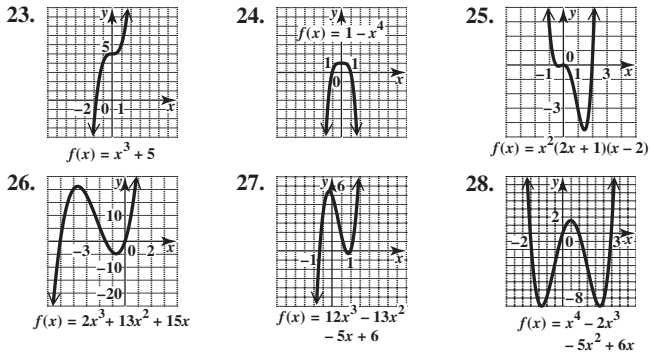 23.
y
5
-2 0 1
x
f(x) = x³ + 5
24.
y
f(x) = 1 – x⁴
1 1
0
x
25.
y
0
-1 1 3
x
-3
f(x) = x²(2x + 1)(x – 2)
26.
y
10
-3 0 2
x
-10
-20
f(x) = 2x³ + 13x² + 15x
27.
y
6
-1 1
x
f(x) = 12x³ – 13x²
– 5x + 6
28.
y
2
-2 0 3
x
-8
f(x) = x⁴ – 2x³
– 5x² + 6x